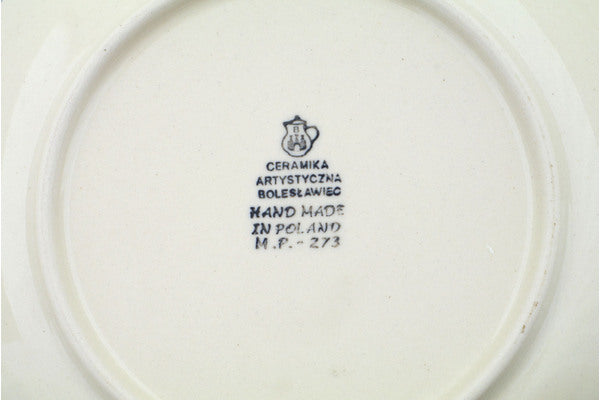 B
CERAMIKA
ARTYSTYCZNA
BOLESŁAWIEC
HAND MADE
IN POLAND
M.P.-273